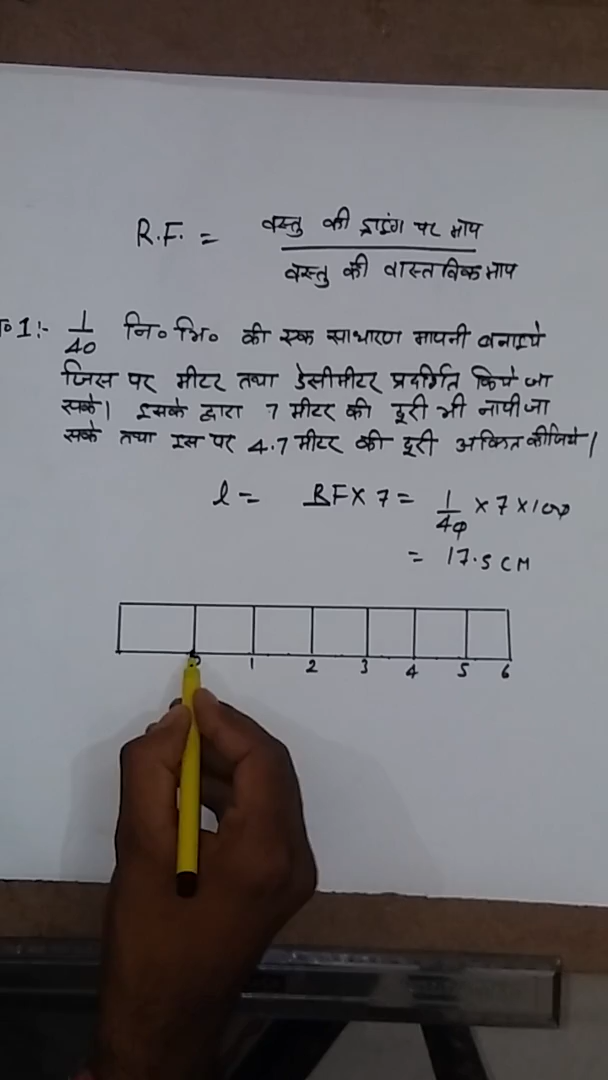 R.F. = वस्तु की ड्राइंग पर माप / वस्तु की वास्तविक माप
1:- 1/40 नि० भि० की एक साधारण मापनी बनाइये
जिस पर मीटर तथा डेसीमीटर प्रदर्शित किये जा
सके। इसके द्वारा 7 मीटर की दूरी भी नापी जा
सके तथा इस पर 4.7 मीटर की दूरी अंकित कीजिये।
l = RF × 7 = 1/40 × 7 × 100
= 17.5 CM
0 1 2 3 4 5 6